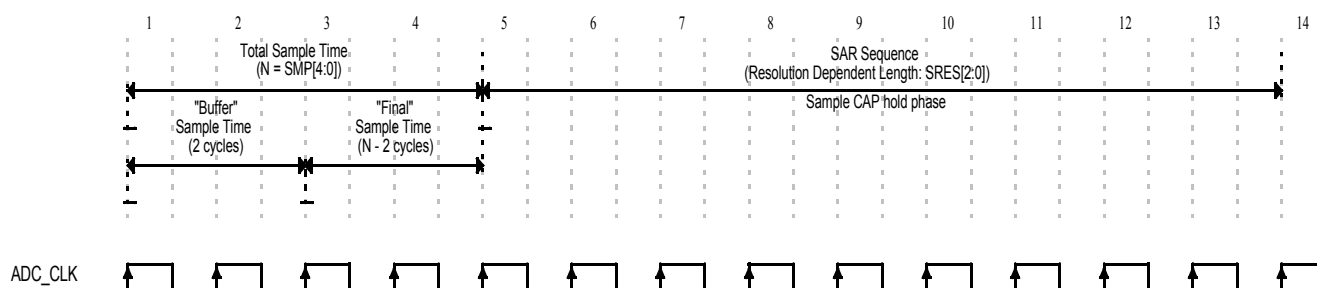 1 2 3 4 5 6 7 8 9 10 11 12 13 14
Total Sample Time
(N = SMP[4:0])
SAR Sequence
(Resolution Dependent Length: SRES[2:0])
Sample CAP hold phase
"Buffer"
Sample Time
(2 cycles)
"Final"
Sample Time
(N - 2 cycles)
ADC_CLK